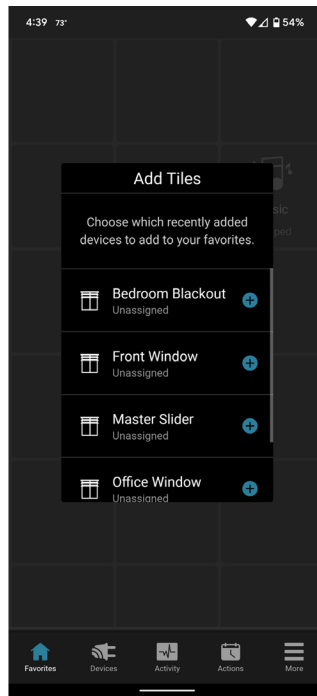 4:39 73°
54%
Add Tiles
Choose which recently added
devices to add to your favorites.
Bedroom Blackout
Unassigned
Front Window
Unassigned
Master Slider
Unassigned
Office Window
Unassigned
Favorites
Devices
Activity
Actions
More